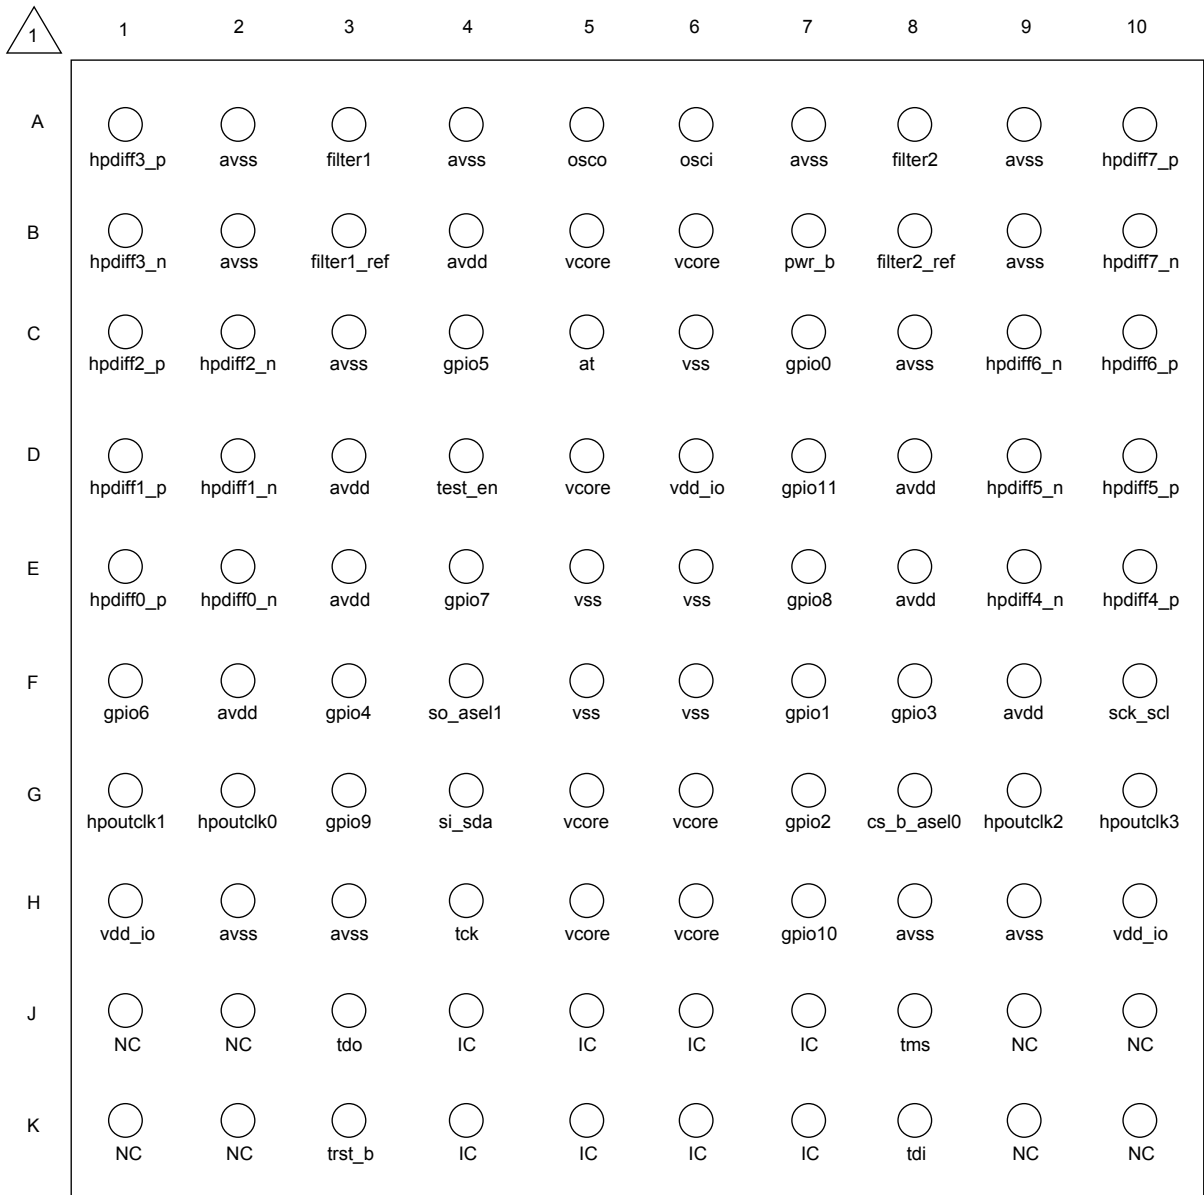 1 1 2 3 4 5 6 7 8 9 10
A
hpdiff3_p avss filter1 avss osco osci avss filter2 avss hpdiff7_p
B
hpdiff3_n avss filter1_ref avdd vcore vcore pwr_b filter2_ref avss hpdiff7_n
C
hpdiff2_p hpdiff2_n avss gpio5 at vss gpio0 avss hpdiff6_n hpdiff6_p
D
hpdiff1_p hpdiff1_n avdd test_en vcore vdd_io gpio11 avdd hpdiff5_n hpdiff5_p
E
hpdiff0_p hpdiff0_n avdd gpio7 vss vss gpio8 avdd hpdiff4_n hpdiff4_p
F
gpio6 avdd gpio4 so_asel1 vss vss gpio1 gpio3 avdd sck_scl
G
hpoutclk1 hpoutclk0 gpio9 si_sda vcore vcore gpio2 cs_b_asel0 hpoutclk2 hpoutclk3
H
vdd_io avss avss tck vcore vcore gpio10 avss avss vdd_io
J
NC NC tdo IC IC IC IC tms NC NC
K
NC NC trst_b IC IC IC IC tdi NC NC